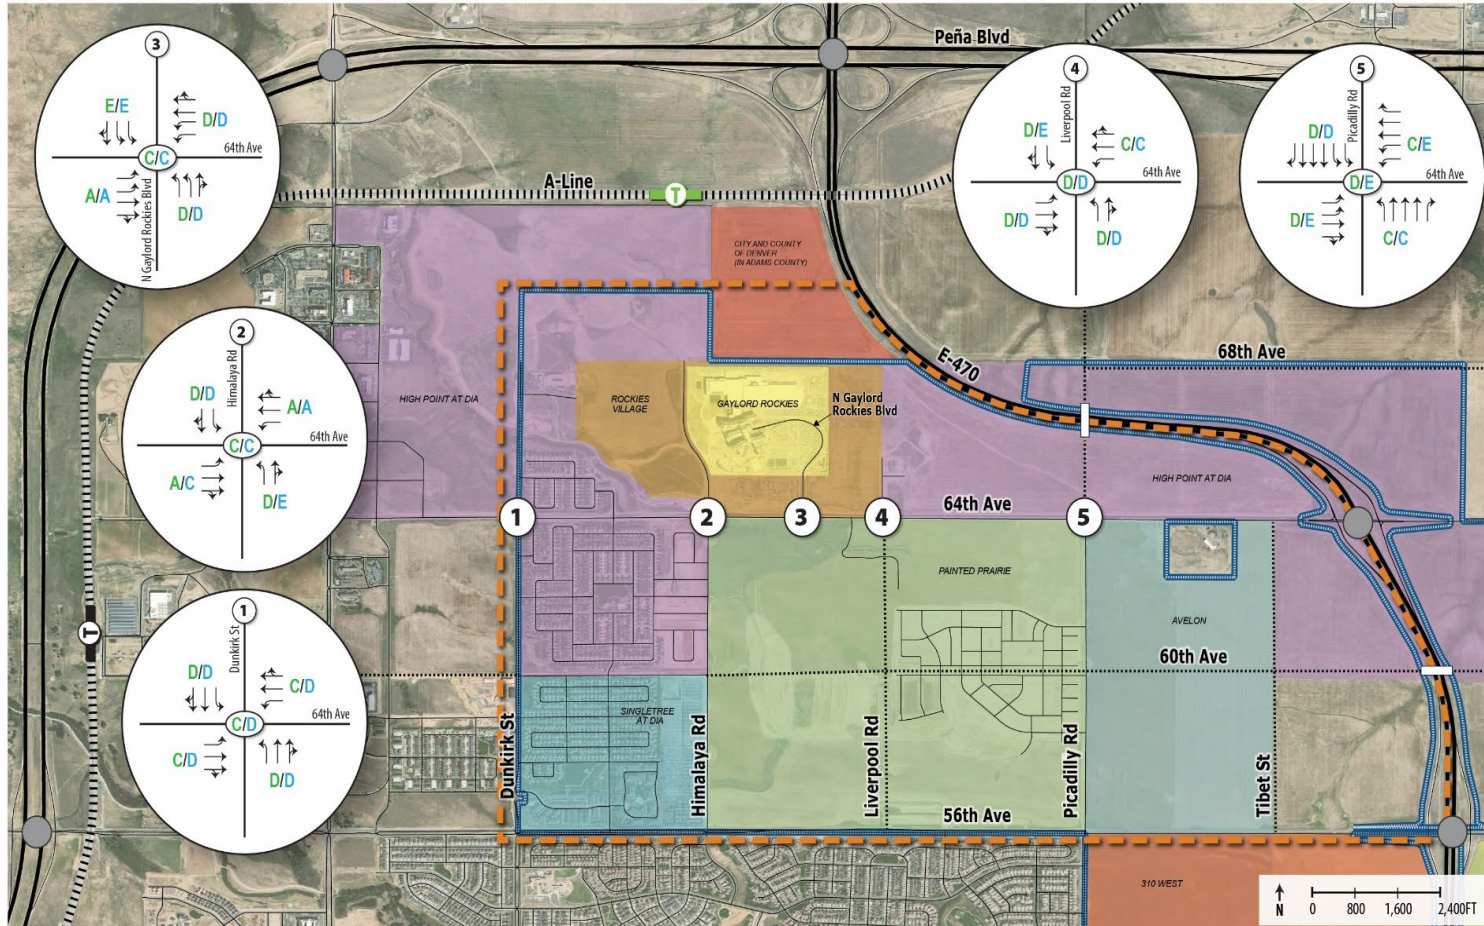 Peña Blvd
3
E/E
D/D
64th Ave
C/C
A/A
D/D
N Gaylord Rockies Blvd
4
Liverpool Rd
D/E
C/C
64th Ave
D/D
D/D
D/D
5
Picadilly Rd
D/D
C/E
64th Ave
D/E
D/E
C/C
A-Line
T
CITY AND COUNTY
OF DENVER
(IN ADAMS COUNTY)
2
Himalaya Rd
D/D
A/A
64th Ave
C/C
A/C
D/E
E-470
68th Ave
HIGH POINT AT DIA
ROCKIES
VILLAGE
GAYLORD ROCKIES
N Gaylord
Rockies Blvd
HIGH POINT AT DIA
64th Ave
1
2
3
4
5
PAINTED PRAIRIE
AVELON
1
Dunkirk St
D/D
C/D
64th Ave
C/D
C/D
D/D
T
60th Ave
SINGLETREE
AT DIA
Dunkirk St
Himalaya Rd
Liverpool Rd
Picadilly Rd
Tibet St
56th Ave
310 WEST
N
0 800 1,600 2,400FT